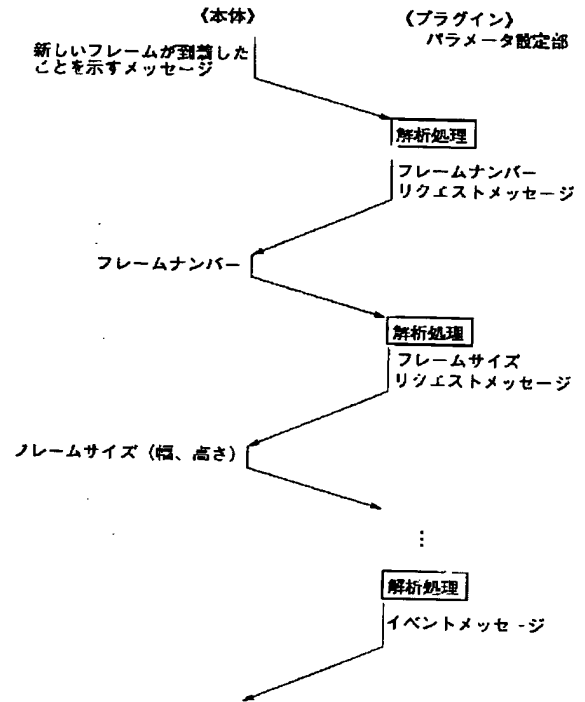 《本体》
《プラグイン》
パラメータ設定部
新しいフレームが到着した
ことを示すメッセージ
解析処理
フレームナンバー
リクエストメッセージ
フレームナンバー
解析処理
フレームサイズ
リクエストメッセージ
フレームサイズ（幅、高さ）
⋮
解析処理
イベントメッセージ